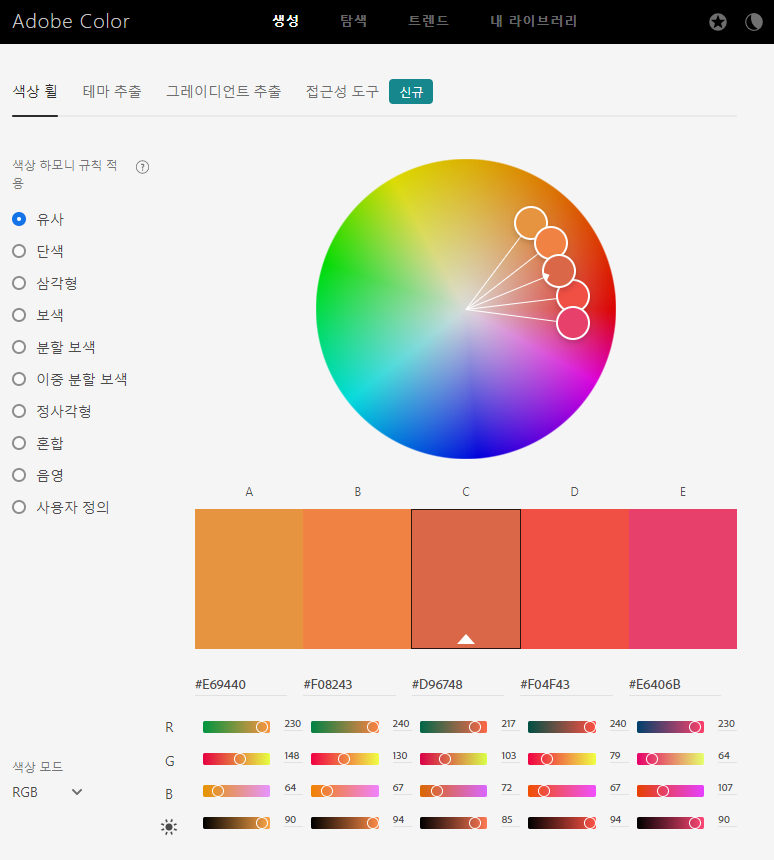 Adobe Color 생성 탐색 트렌드 내 라이브러리
색상 휠 테마 추출 그레이디언트 추출 접근성 도구 신규
색상 하모니 규칙 적
용
?
유사
단색
삼각형
보색
분할 보색
이중 분할 보색
정사각형
혼합
음영
사용자 정의
A B C D E
#E69440 #F08243 #D96748 #F04F43 #E6406B
R 230 240 217 240 230
G 148 130 103 79 64
색상 모드
RGB
B 64 67 72 67 107
90 94 85 94 90